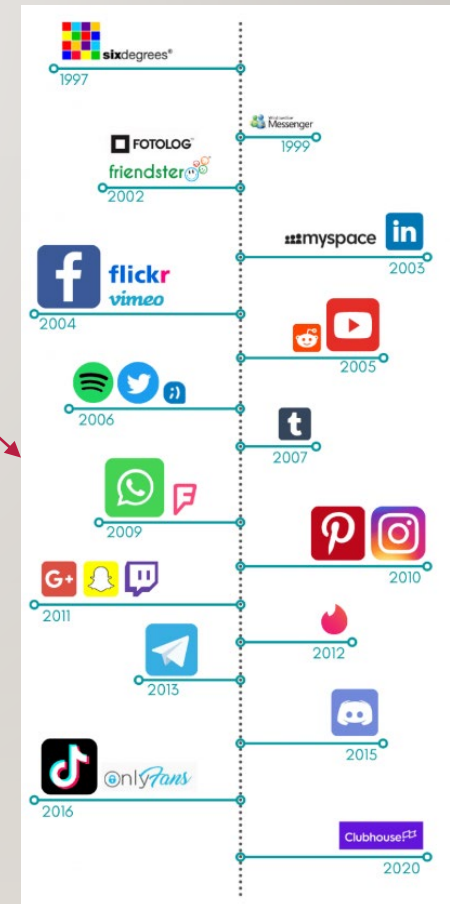 sixdegrees®
1997
Messenger
1999
FOTOLOG
friendster
2002
myspace
in
2003
f
flickr
vimeo
2004
2005
2006
t
2007
2009
2010
G+
2011
2012
2013
2015
OnlyFans
2016
Clubhouse
2020